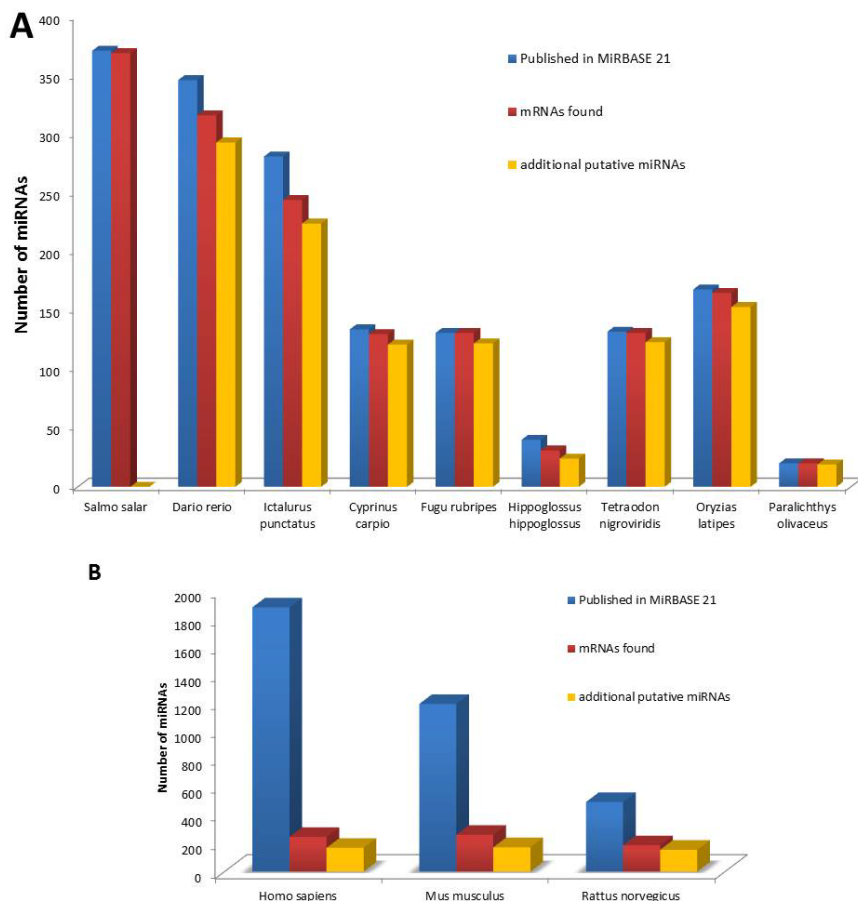 A
400
350
300
250
200
150
100
50
0
Number of miRNAs
Published in MiRBASE 21
mRNAs found
additional putative miRNAs
Salmo salar
Dario rerio
Ictalurus
punctatus
Cyprinus
carpio
Fugu rubripes
Hippoglossus
hippoglossus
Tetraodon
nigroviridis
Oryzias
latipes
Paralichthys
olivaceus
B
2000
1800
1600
1400
1200
1000
800
600
400
200
0
Number of miRNAs
Published in MiRBASE 21
mRNAs found
additional putative miRNAs
Homo sapiens
Mus musculus
Rattus norvegicus